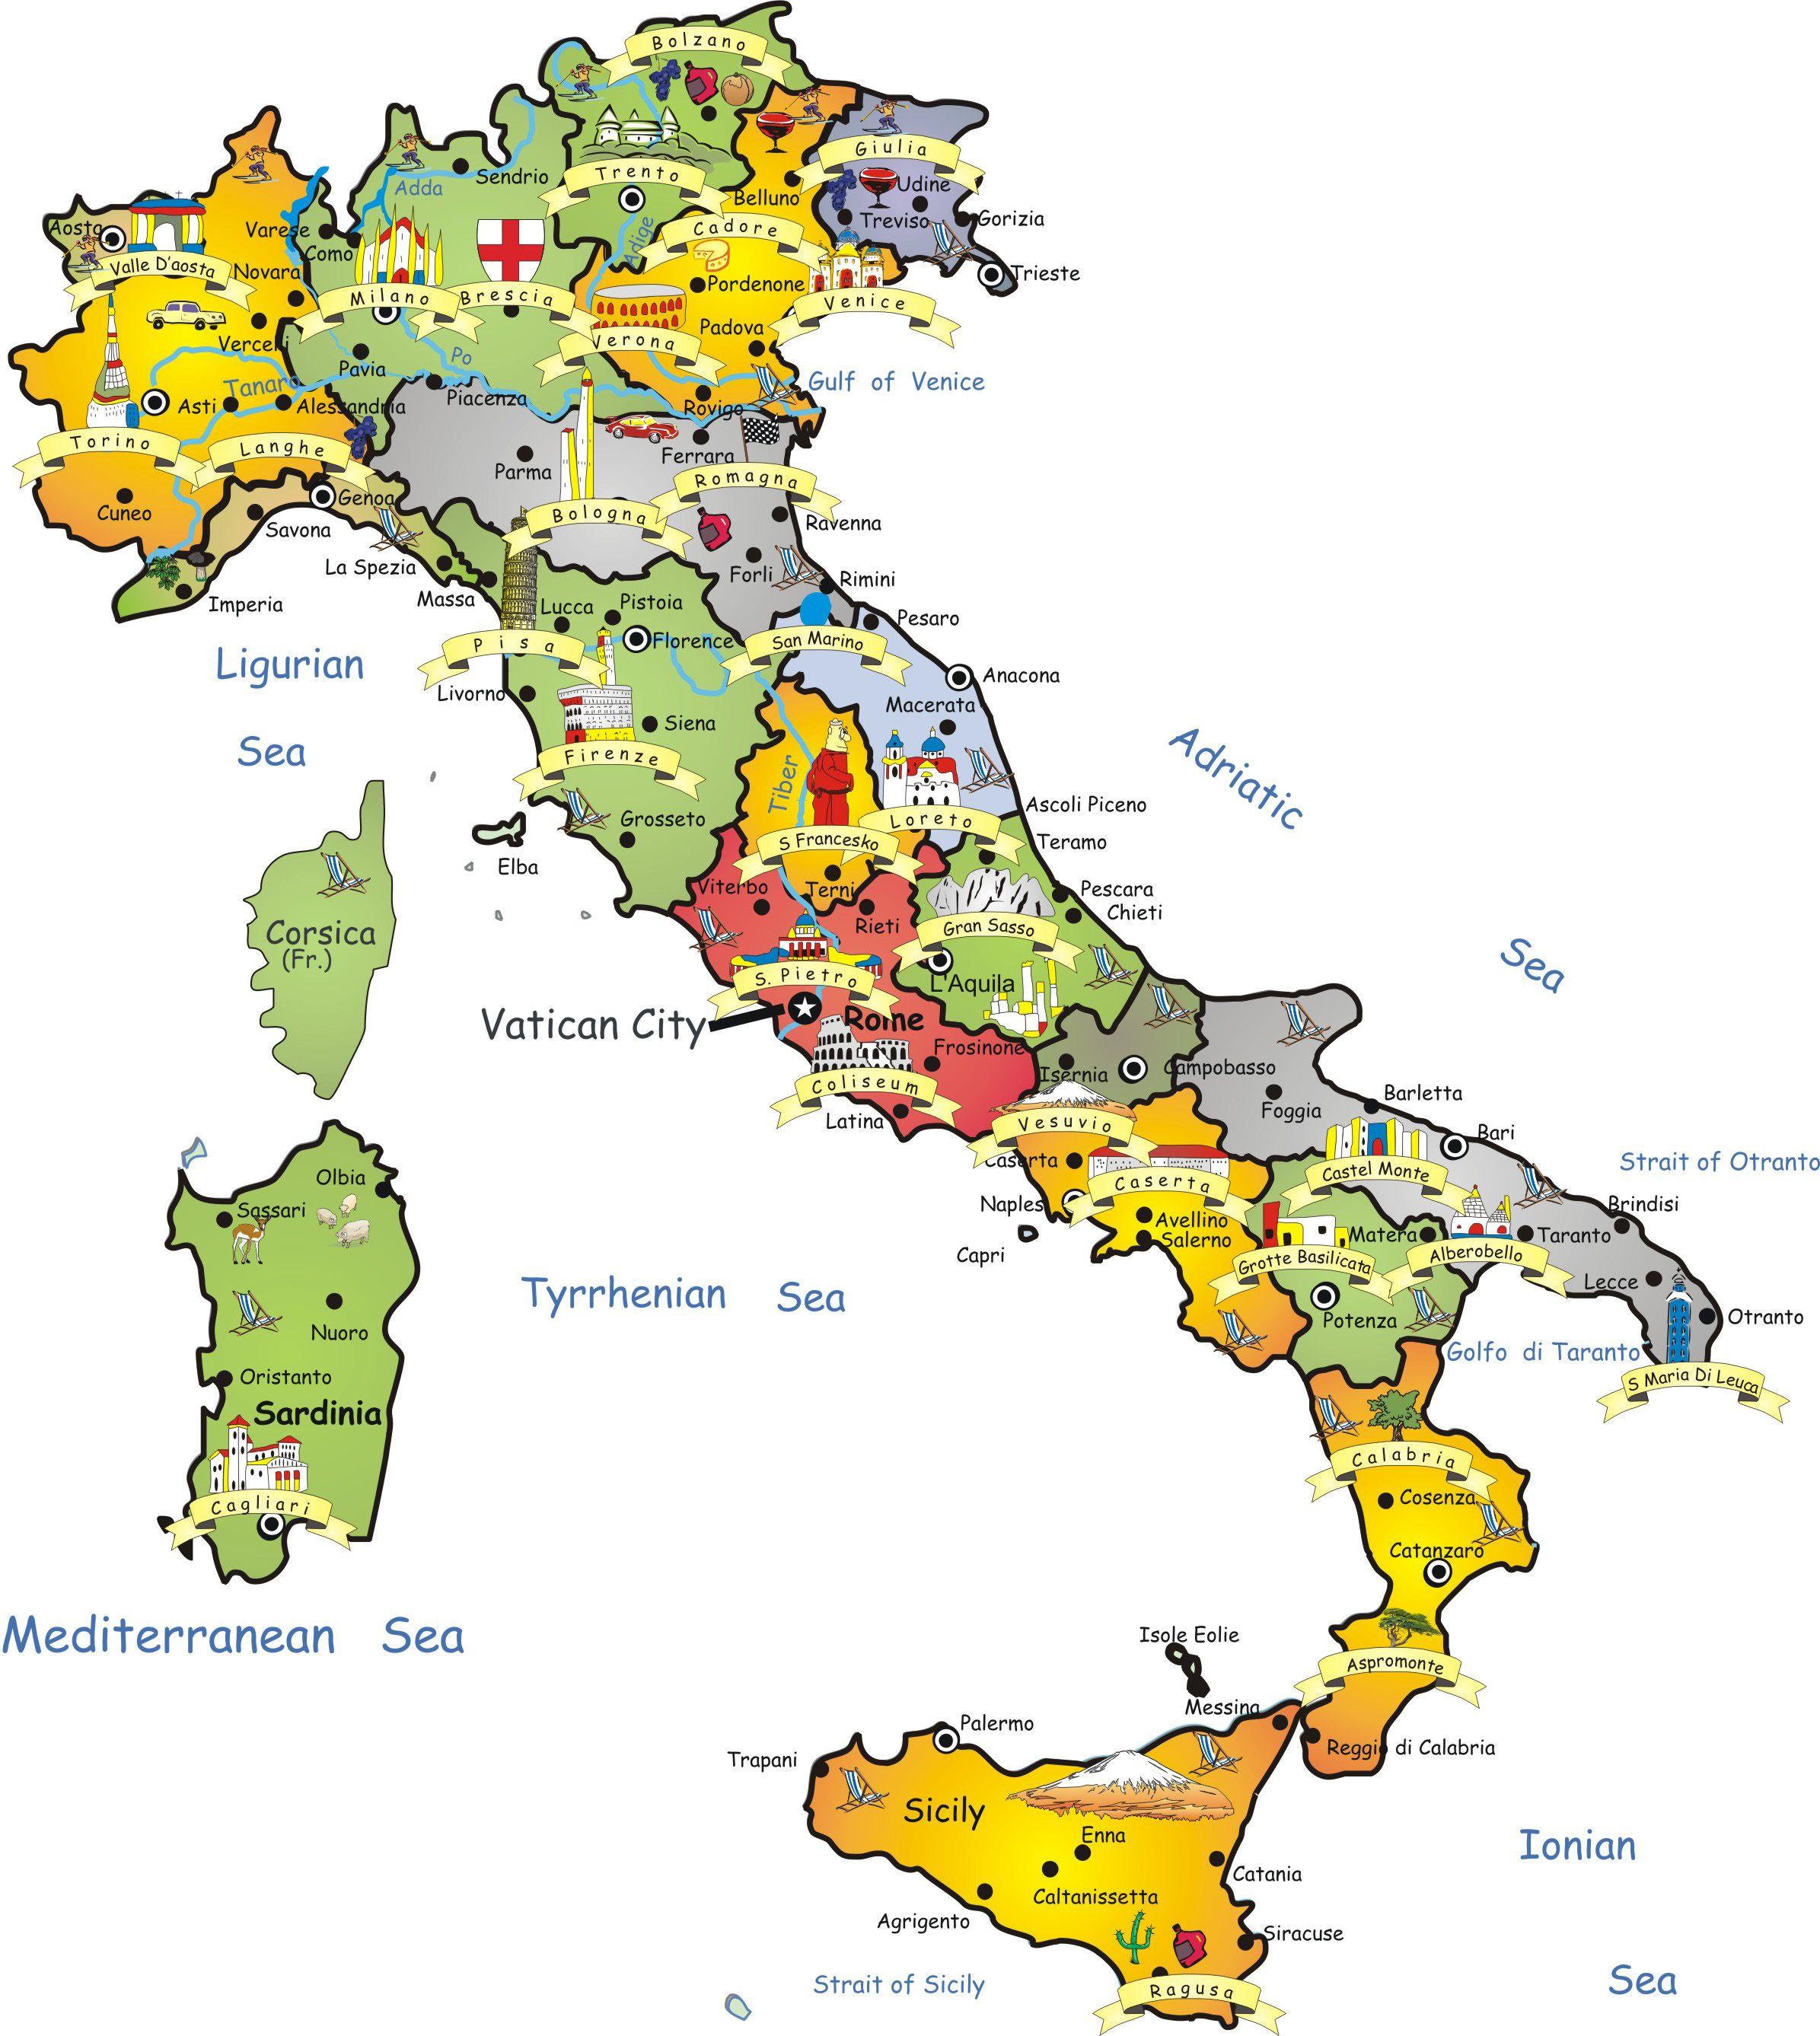 Bolzano
Giulia
Trento
Sendrio
Adda
Udine
Belluno
Treviso
Gorizia
Aosta
Varese
Como
Cadore
Adige
Valle D'aosta
Novara
Trieste
Milano
Brescia
Pordenone
Venice
Padova
Verona
Vercelli
Pavia
Po
Gulf of Venice
Tanaro
Asti
Alessandria
Piacenza
Rovigo
Torino
Langhe
Parma
Ferrara
Romagna
Genoa
Cuneo
Savona
Bologna
Ravenna
La Spezia
Forli
Rimini
Massa
Imperia
Lucca
Pistoia
Pesaro
Pisa
Florence
San Marino
Ligurian
Sea
Anacona
Livorno
Macerata
Siena
Firenze
Tiber
Adriatic
Sea
Ascoli Piceno
Grosseto
Loreto
S Francesko
Teramo
Elba
Viterbo
Terni
Pescara
Chieti
Rieti
Gran Sasso
Corsica
(Fr.)
S. Pietro
L'Aquila
Vatican City
Rome
Frosinone
Isernia
Campobasso
Coliseum
Latina
Foggia
Barletta
Vesuvio
Bari
Caserta
Caserta
Castel Monte
Strait of Otranto
Olbia
Sassari
Naples
Avellino
Salerno
Capri
Matera
Taranto
Brindisi
Grotte Basilicata
Alberobello
Lecce
Tyrrhenian Sea
Potenza
Otranto
Nuoro
Golfo di Taranto
S Maria Di Leuca
Oristanto
Sardinia
Calabria
Cagliari
Cosenza
Catanzaro
Mediterranean Sea
Isole Eolie
Aspromonte
Messina
Palermo
Trapani
Reggio di Calabria
Sicily
Enna
Ionian
Sea
Catania
Caltanissetta
Agrigento
Siracuse
Strait of Sicily
Ragusa